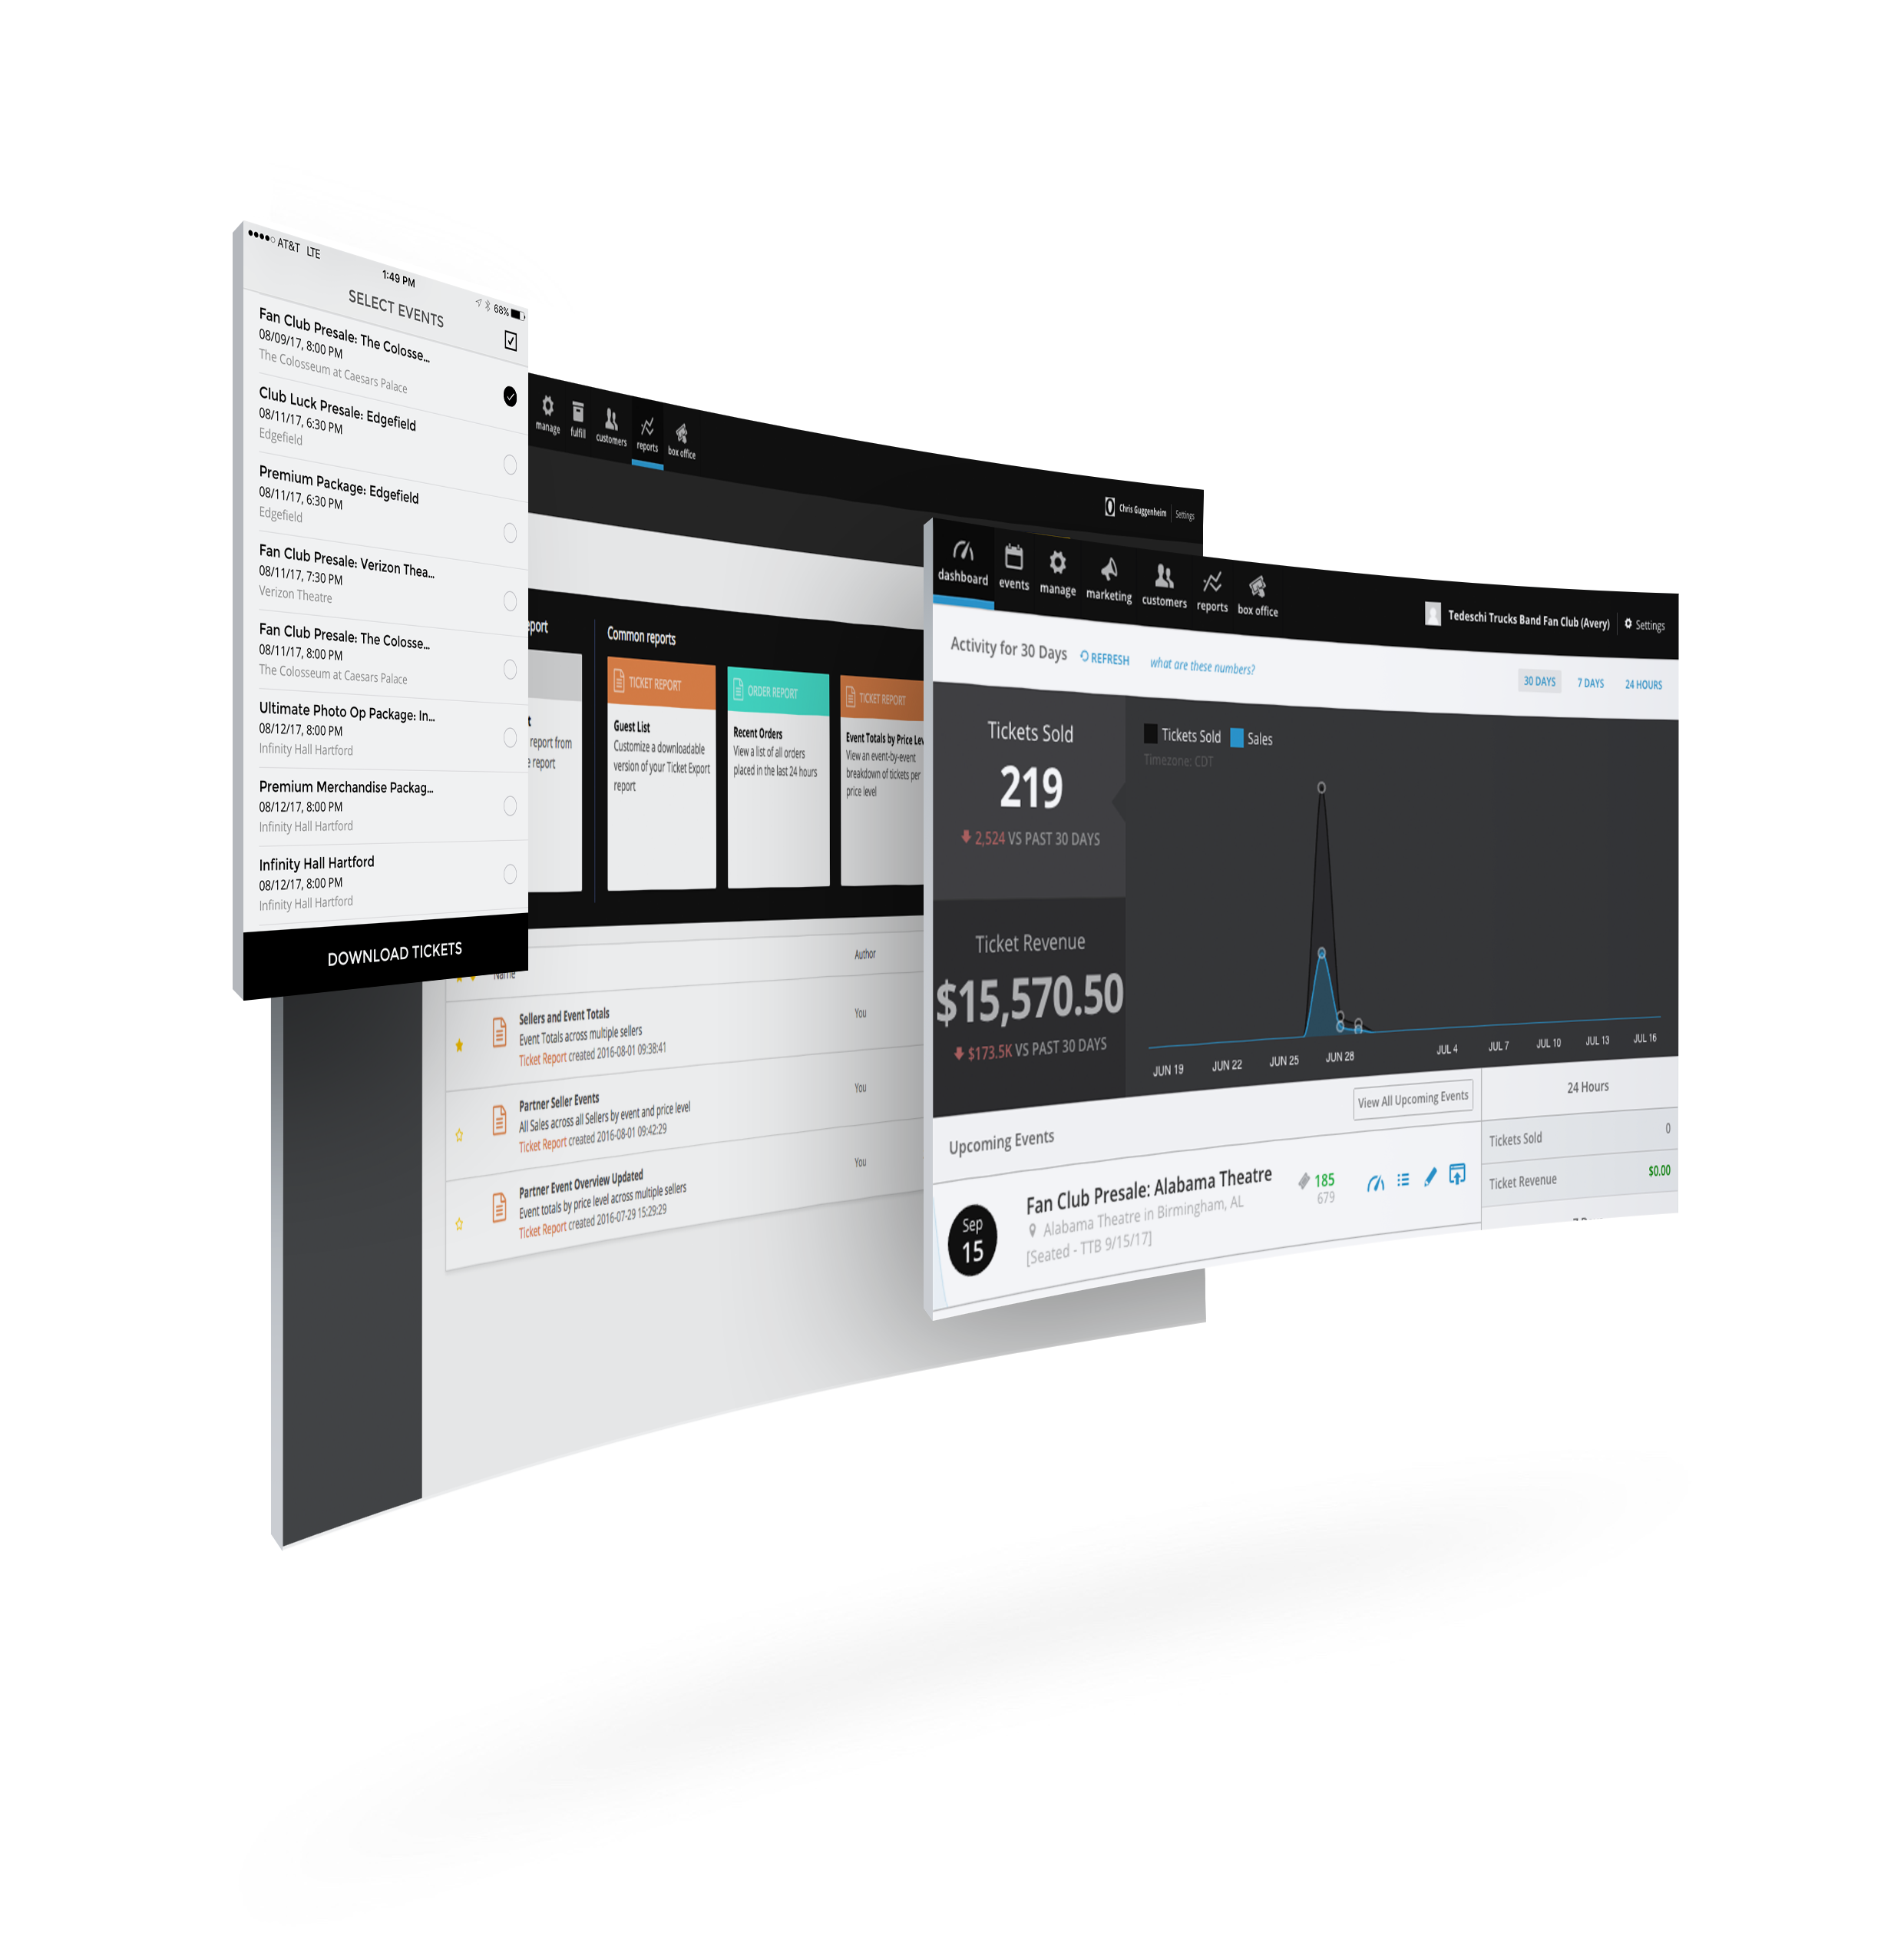 AT&T LTE
1:49 PM
68%
SELECT EVENTS
Fan Club Presale: The Colosse...
08/09/17, 8:00 PM
The Colosseum at Caesars Palace
Club Luck Presale: Edgefield
08/11/17, 6:30 PM
Edgefield
Premium Package: Edgefield
08/11/17, 6:30 PM
Edgefield
Fan Club Presale: Verizon Thea...
08/11/17, 7:30 PM
Verizon Theatre
Fan Club Presale: The Colosse...
08/11/17, 8:00 PM
The Colosseum at Caesars Palace
Ultimate Photo Op Package: In...
08/12/17, 8:00 PM
Infinity Hall Hartford
Premium Merchandise Packag...
08/12/17, 8:00 PM
Infinity Hall Hartford
Infinity Hall Hartford
08/12/17, 8:00 PM
Infinity Hall Hartford
DOWNLOAD TICKETS
manage fulfill customers reports box office
Chris Guggenheim Settings
port Common reports
TICKET REPORT
Guest List
Customize a downloadable
version of your Ticket Export
report
ORDER REPORT
Recent Orders
View a list of all orders
placed in the last 24 hours
TICKET REPORT
Event Totals by Price Lev
View an event-by-event
breakdown of tickets per
price level
report from
e report
Name Author
Sellers and Event Totals
Event Totals across multiple sellers
Ticket Report created 2016-08-01 09:38:41
You
Partner Seller Events
All Sales across all Sellers by event and price level
Ticket Report created 2016-08-01 09:42:29
You
Partner Event Overview Updated
Event totals by price level across multiple sellers
Ticket Report created 2016-07-29 15:29:29
You
dashboard events manage marketing customers reports box office
Tedeschi Trucks Band Fan Club (Avery) Settings
Activity for 30 Days REFRESH what are these numbers?
30 DAYS 7 DAYS 24 HOURS
Tickets Sold
219
2,524 VS PAST 30 DAYS
Ticket Revenue
$15,570.50
$173.5K VS PAST 30 DAYS
Tickets Sold Sales
Timezone: CDT
JUN 19 JUN 22 JUN 25 JUN 28 JUL 4 JUL 7 JUL 10 JUL 13 JUL 16
Upcoming Events View All Upcoming Events
Sep
15
Fan Club Presale: Alabama Theatre
Alabama Theatre in Birmingham, AL
[Seated - TTB 9/15/17]
185
679
24 Hours
Tickets Sold 0
Ticket Revenue $0.00